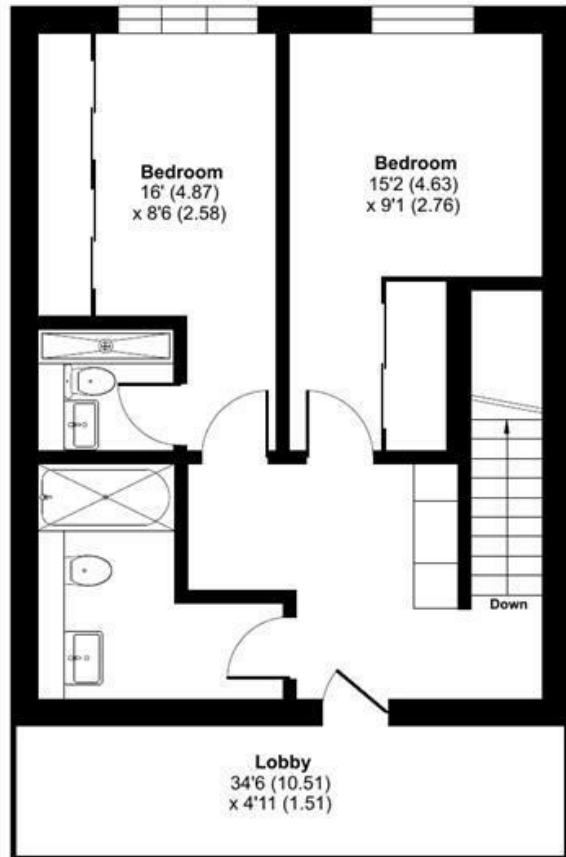 Bedroom
16' (4.87)
x 8'6 (2.58)
Bedroom
15'2 (4.63)
x 9'1 (2.76)
Down
Lobby
34'6 (10.51)
x 4'11 (1.51)